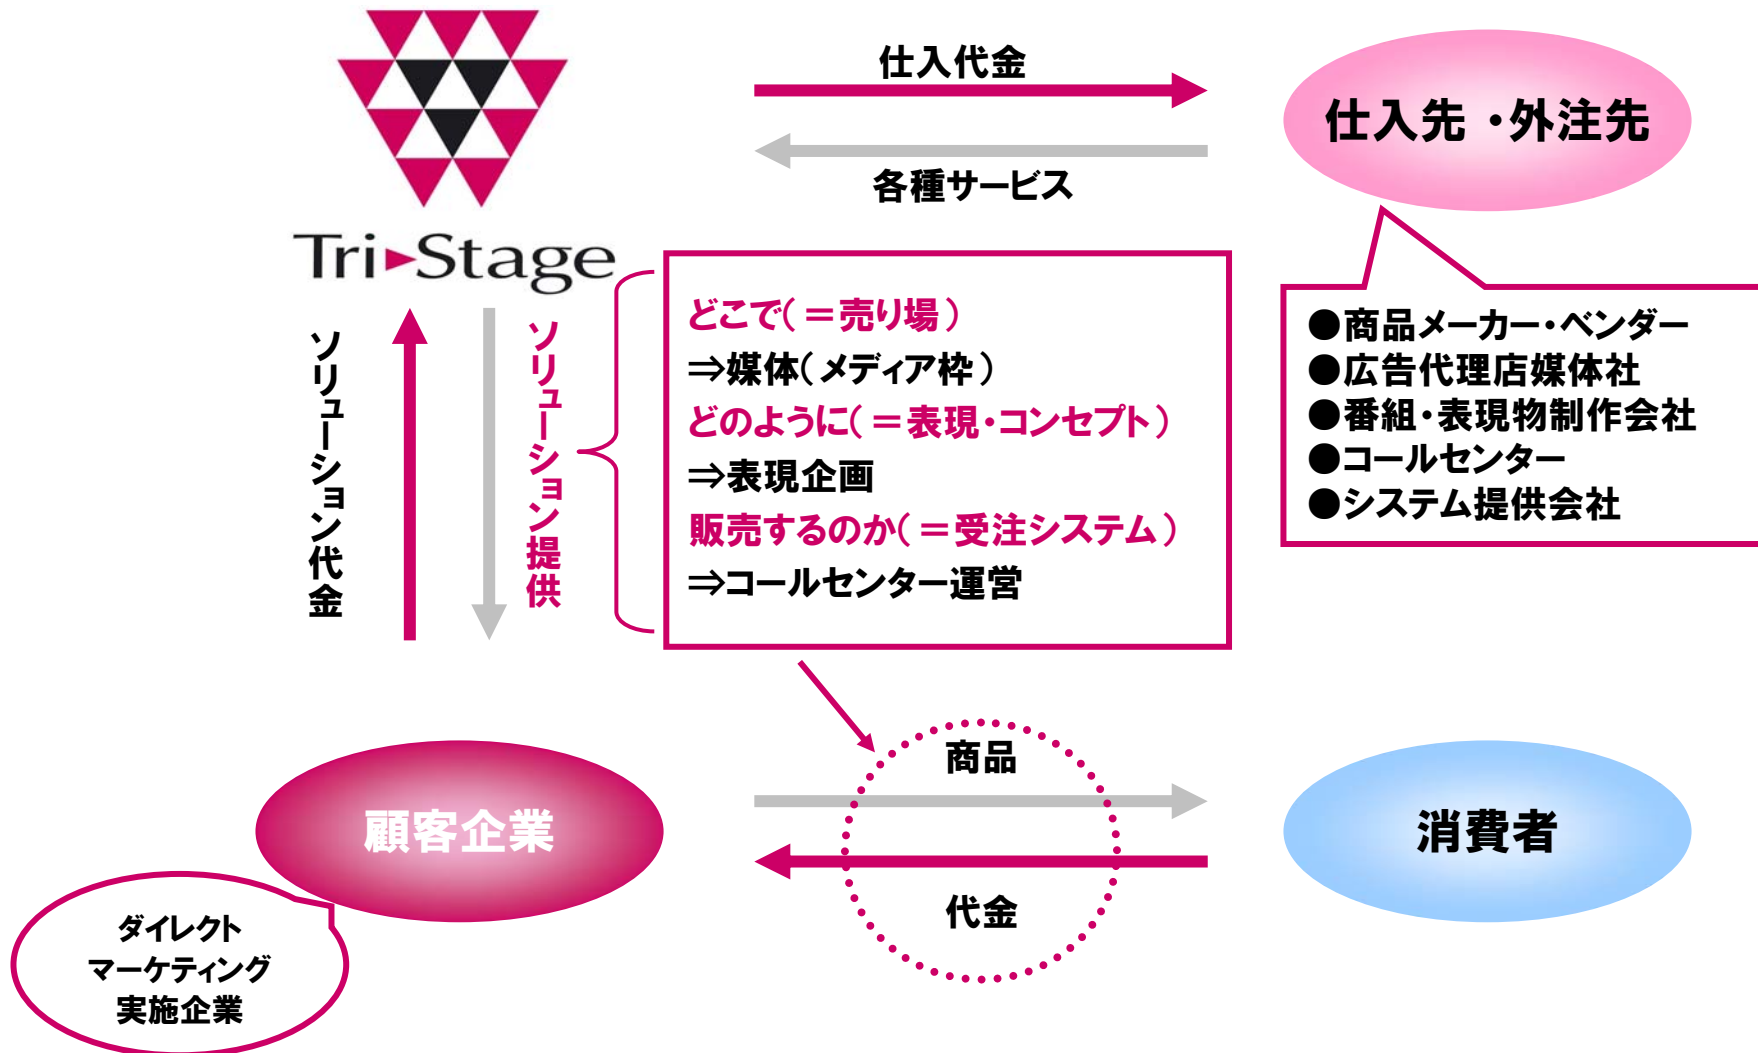 仕入代金
仕入先・外注先
各種サービス
Tri Stage
ソリューション代金
ソリューション提供
どこで(=売り場)
⇒媒体(メディア枠)
どのように(=表現・コンセプト)
⇒表現企画
販売するのか(=受注システム)
⇒コールセンター運営
●商品メーカー・ベンダー
●広告代理店媒体社
●番組・表現物制作会社
●コールセンター
●システム提供会社
商品
顧客企業
消費者
代金
ダイレクト
マーケティング
実施企業